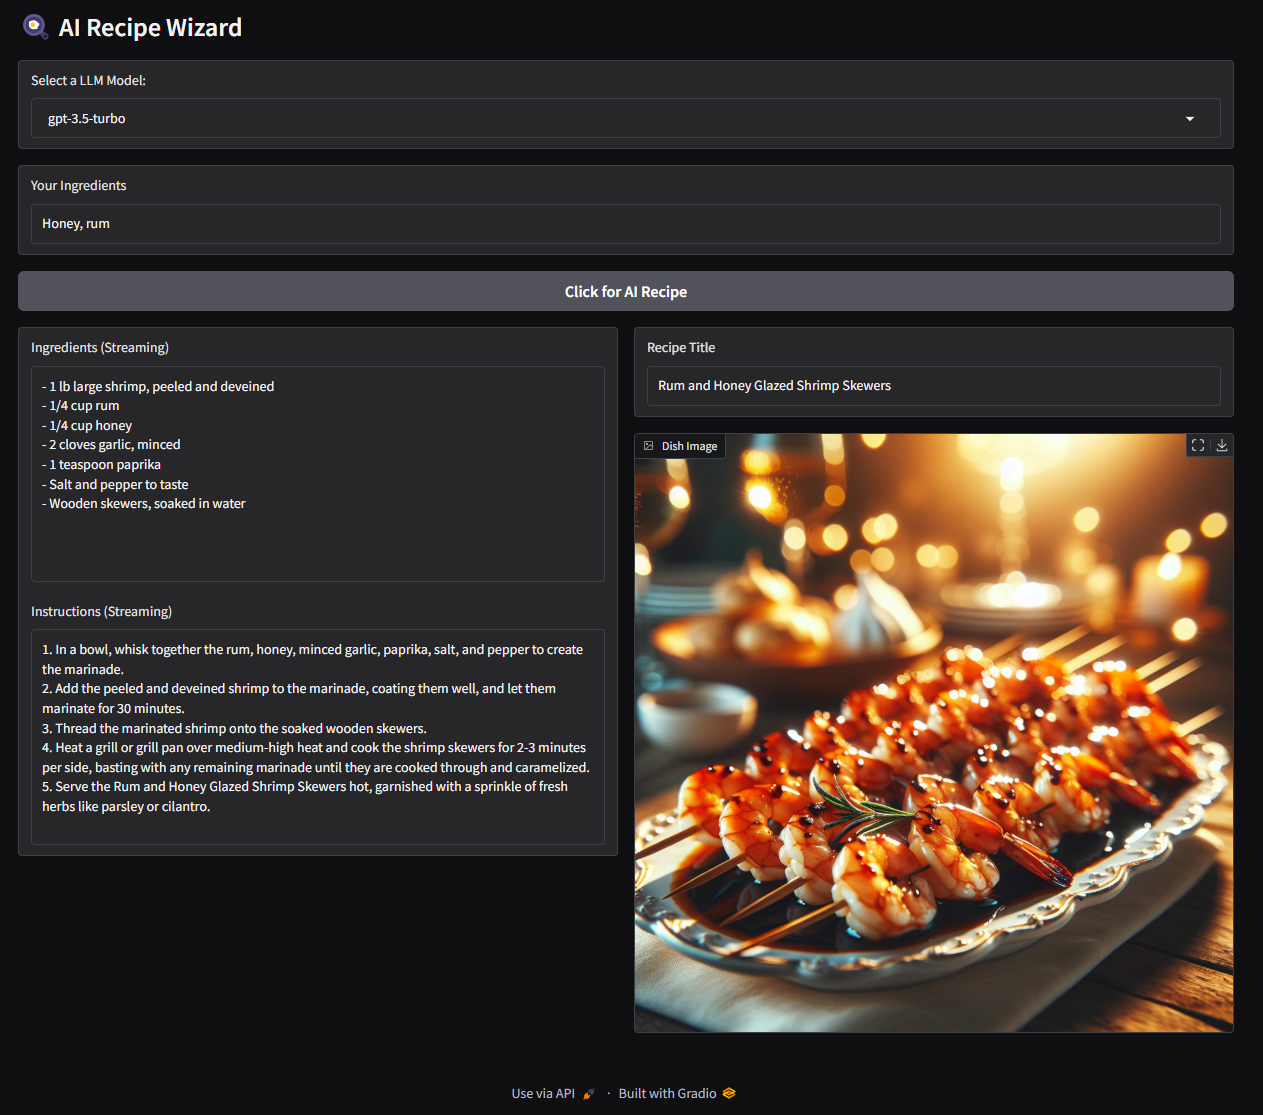 AI Recipe Wizard
Select a LLM Model:
gpt-3.5-turbo
Your Ingredients
Honey, rum
Click for AI Recipe
Ingredients (Streaming)
- 1 lb large shrimp, peeled and deveined
- 1/4 cup rum
- 1/4 cup honey
- 2 cloves garlic, minced
- 1 teaspoon paprika
- Salt and pepper to taste
- Wooden skewers, soaked in water
Instructions (Streaming)
1. In a bowl, whisk together the rum, honey, minced garlic, paprika, salt, and pepper to create
the marinade.
2. Add the peeled and deveined shrimp to the marinade, coating them well, and let them
marinate for 30 minutes.
3. Thread the marinated shrimp onto the soaked wooden skewers.
4. Heat a grill or grill pan over medium-high heat and cook the shrimp skewers for 2-3 minutes
per side, basting with any remaining marinade until they are cooked through and caramelized.
5. Serve the Rum and Honey Glazed Shrimp Skewers hot, garnished with a sprinkle of fresh
herbs like parsley or cilantro.
Recipe Title
Rum and Honey Glazed Shrimp Skewers
Dish Image
Use via API · Built with Gradio